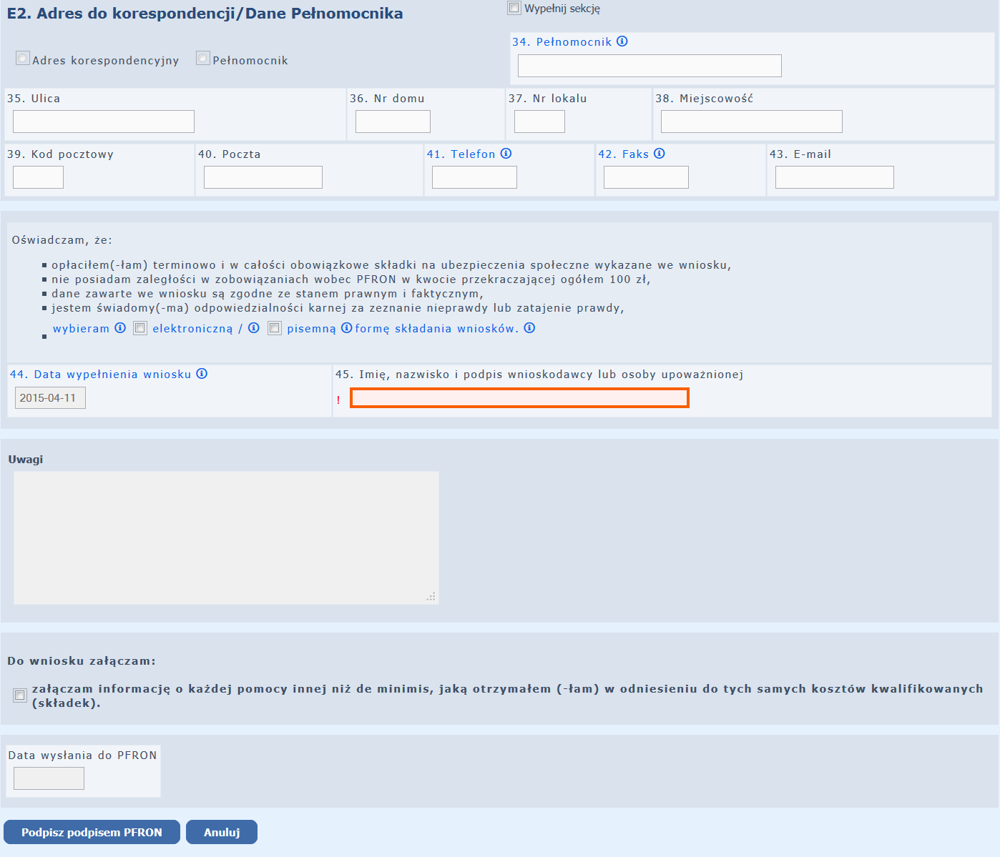 E2. Adres do korespondencji/Dane Pełnomocnika
Wypełnij sekcję
Adres korespondencyjny Pełnomocnik
34. Pełnomocnik
35. Ulica
36. Nr domu
37. Nr lokalu
38. Miejscowość
39. Kod pocztowy
40. Poczta
41. Telefon
42. Faks
43. E-mail
Oświadczam, że:
opłaciłem(-łam) terminowo i w całości obowiązkowe składki na ubezpieczenia społeczne wykazane we wniosku,
nie posiadam zaległości w zobowiązaniach wobec PFRON w kwocie przekraczającej ogółem 100 zł,
dane zawarte we wniosku są zgodne ze stanem prawnym i faktycznym,
jestem świadomy(-ma) odpowiedzialności karnej za zeznanie nieprawdy lub zatajenie prawdy,
wybieram elektroniczną / pisemną formę składania wniosków.
44. Data wypełnienia wniosku
2015-04-11
45. Imię, nazwisko i podpis wnioskodawcy lub osoby upoważnionej
!
Uwagi
Do wniosku załączam:
załączam informację o każdej pomocy innej niż de minimis, jaką otrzymałem (-łam) w odniesieniu do tych samych kosztów kwalifikowanych
(składek).
Data wysłania do PFRON
Podpisz podpisem PFRON
Anuluj